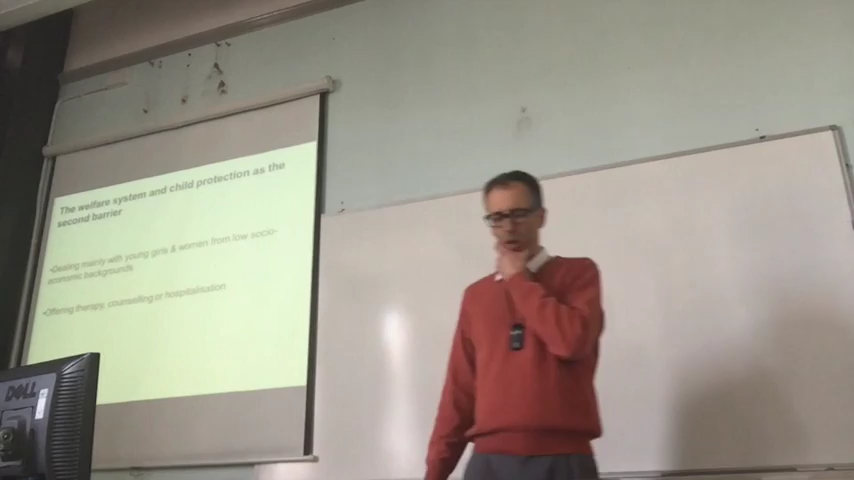 The welfare system and child protection as the
second barrier
•Dealing mainly with young girls & women from low socio-
economic backgrounds.
•Offering therapy, counselling or hospitalisation
DELL